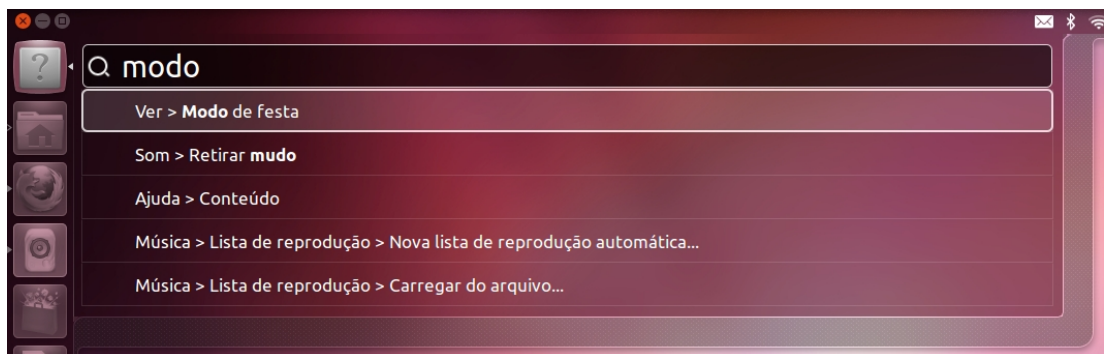 modo
Ver > Modo de festa
Som > Retirar mudo
Ajuda > Conteúdo
Música > Lista de reprodução > Nova lista de reprodução automática...
Música > Lista de reprodução > Carregar do arquivo...